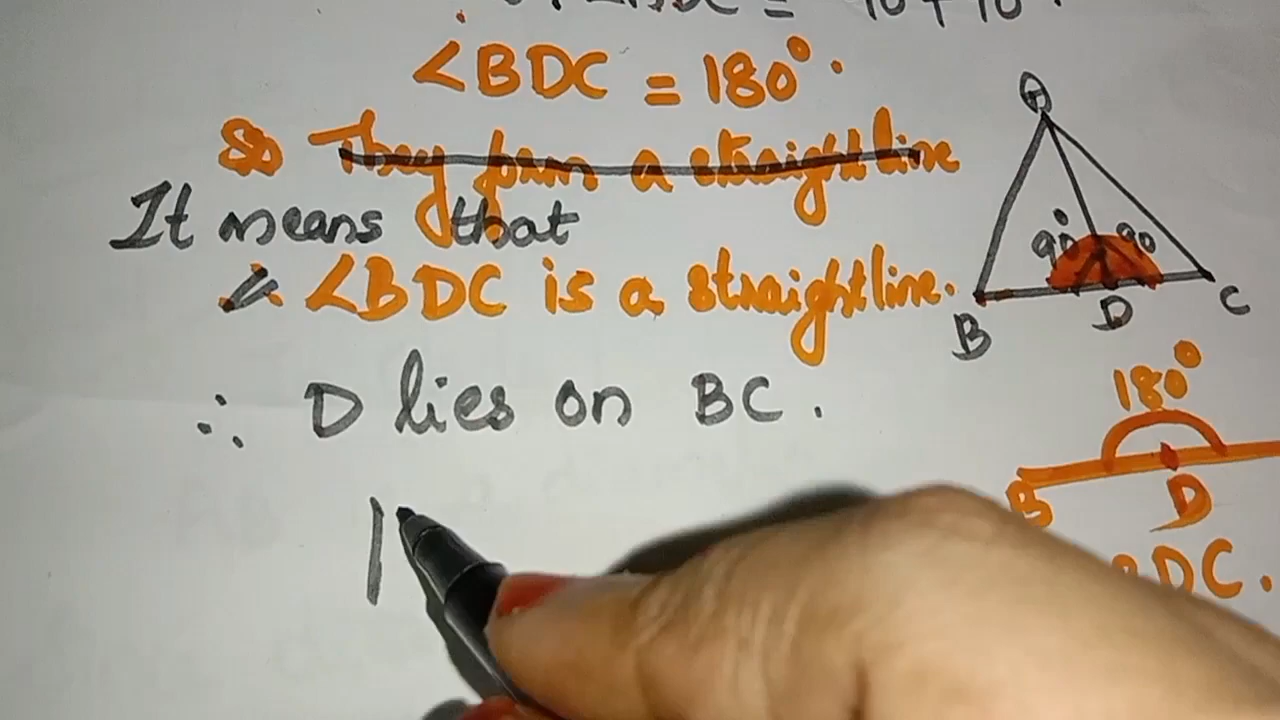 ∠BDC = 180°.
So They form a straight line
It means that
∴ ∠BDC is a straight line.
∴ D lies on BC.
A
90° 90
B D C
180°
B D
BDC.